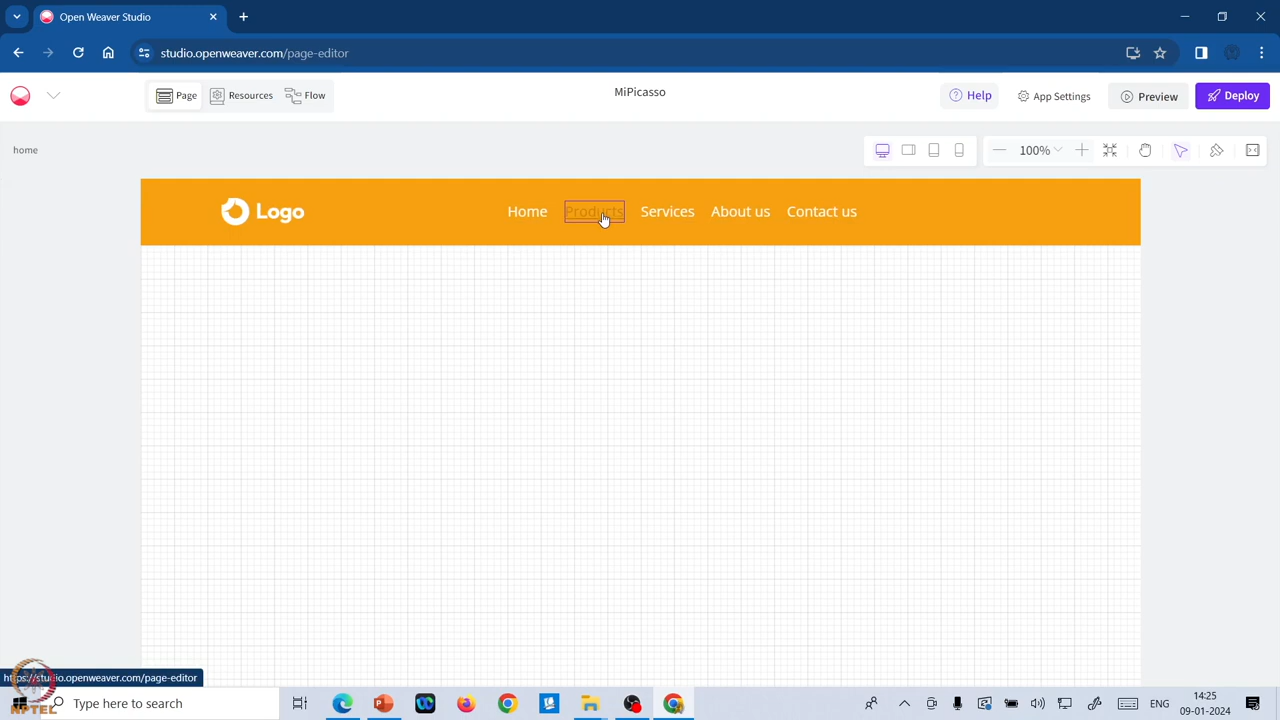 Open Weaver Studio
studio.openweaver.com/page-editor
Page Resources Flow MiPicasso Help App Settings Preview Deploy
home 100%
Logo Home Products Services About us Contact us
https://studio.openweaver.com/page-editor
Type here to search ENG 14:25
09-01-2024
NPTEL